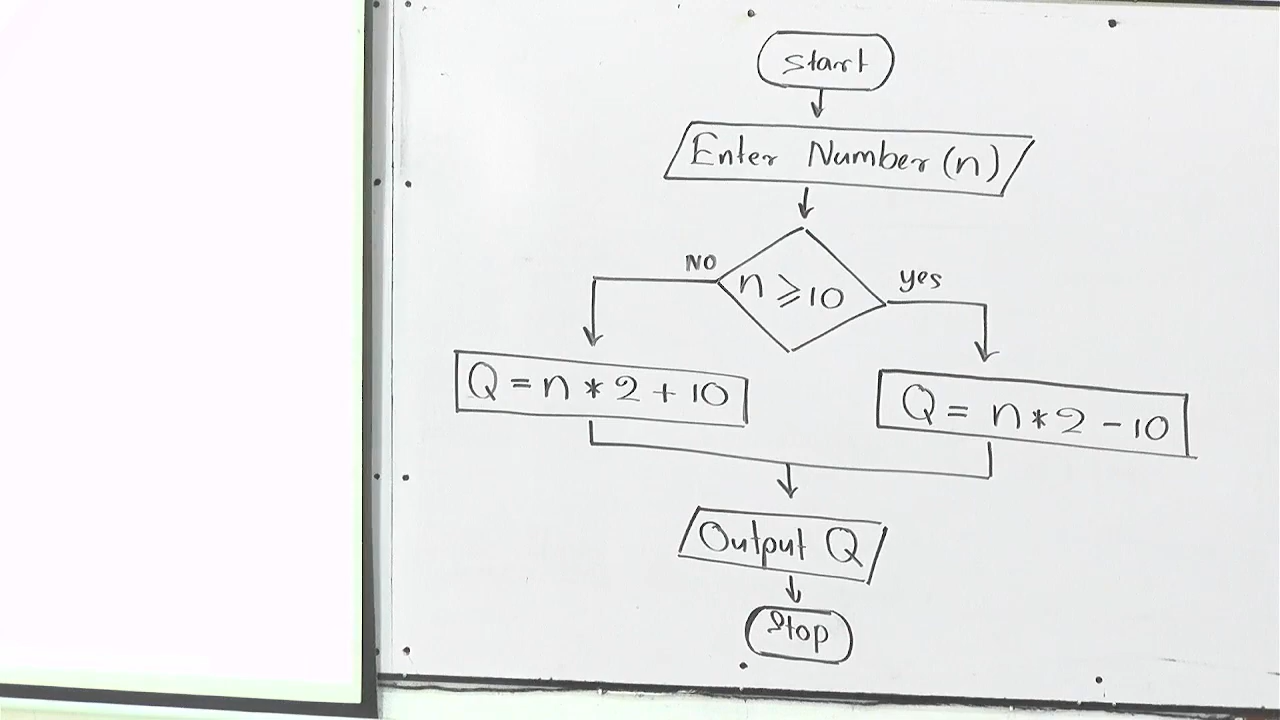 Start
Enter Number (n)
NO
yes
n ⩾ 10
Q = n * 2 + 10
Q = n * 2 - 10
Output Q
Stop